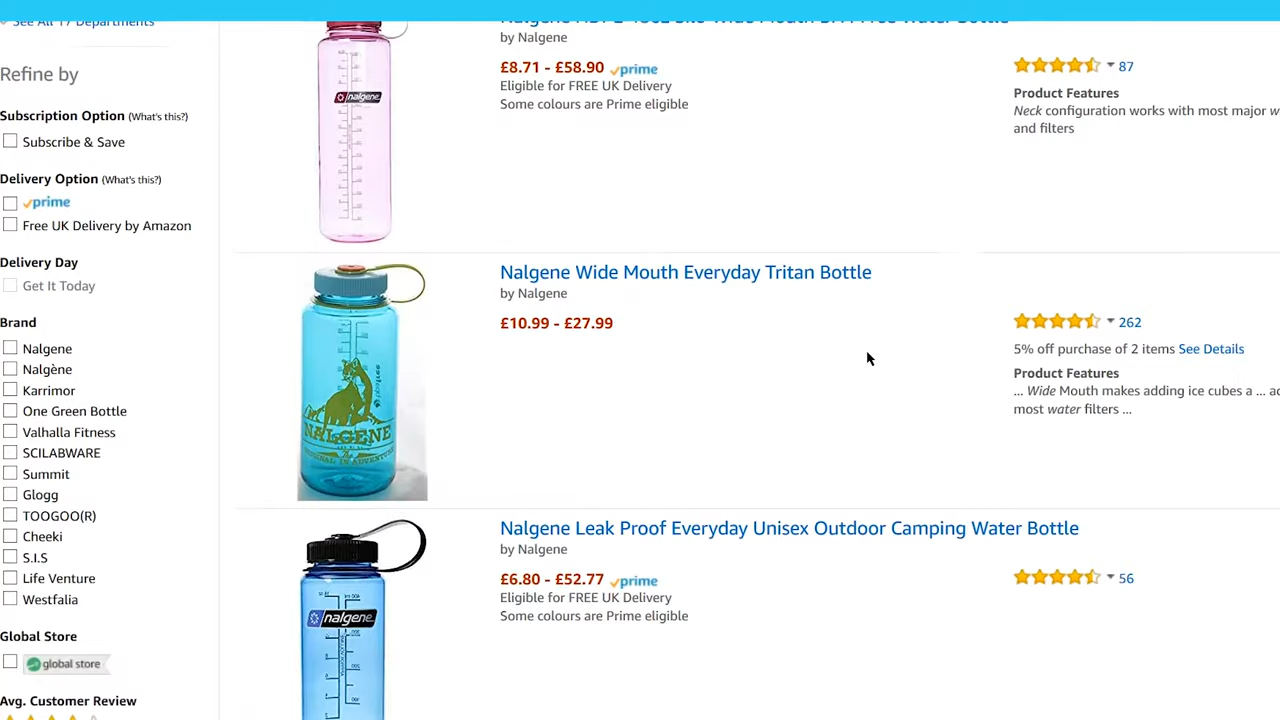 See All 17 Departments
Refine by
Subscription Option (What's this?)
Subscribe & Save
Delivery Option (What's this?)
prime
Free UK Delivery by Amazon
Delivery Day
Get It Today
Brand
Nalgene
Nalgène
Karrimor
One Green Bottle
Valhalla Fitness
SCILABWARE
Summit
Glogg
TOOGOO(R)
Cheeki
S.I.S
Life Venture
Westfalia
Global Store
global store
Avg. Customer Review
by Nalgene
£8.71 - £58.90 prime
Eligible for FREE UK Delivery
Some colours are Prime eligible
87
Product Features
Neck configuration works with most major w
and filters
nalgene
Nalgene Wide Mouth Everyday Tritan Bottle
by Nalgene
£10.99 - £27.99
262
5% off purchase of 2 items See Details
Product Features
... Wide Mouth makes adding ice cubes a ... ac
most water filters ...
NALGENE
Nalgene Leak Proof Everyday Unisex Outdoor Camping Water Bottle
by Nalgene
£6.80 - £52.77 prime
Eligible for FREE UK Delivery
Some colours are Prime eligible
56
nalgene